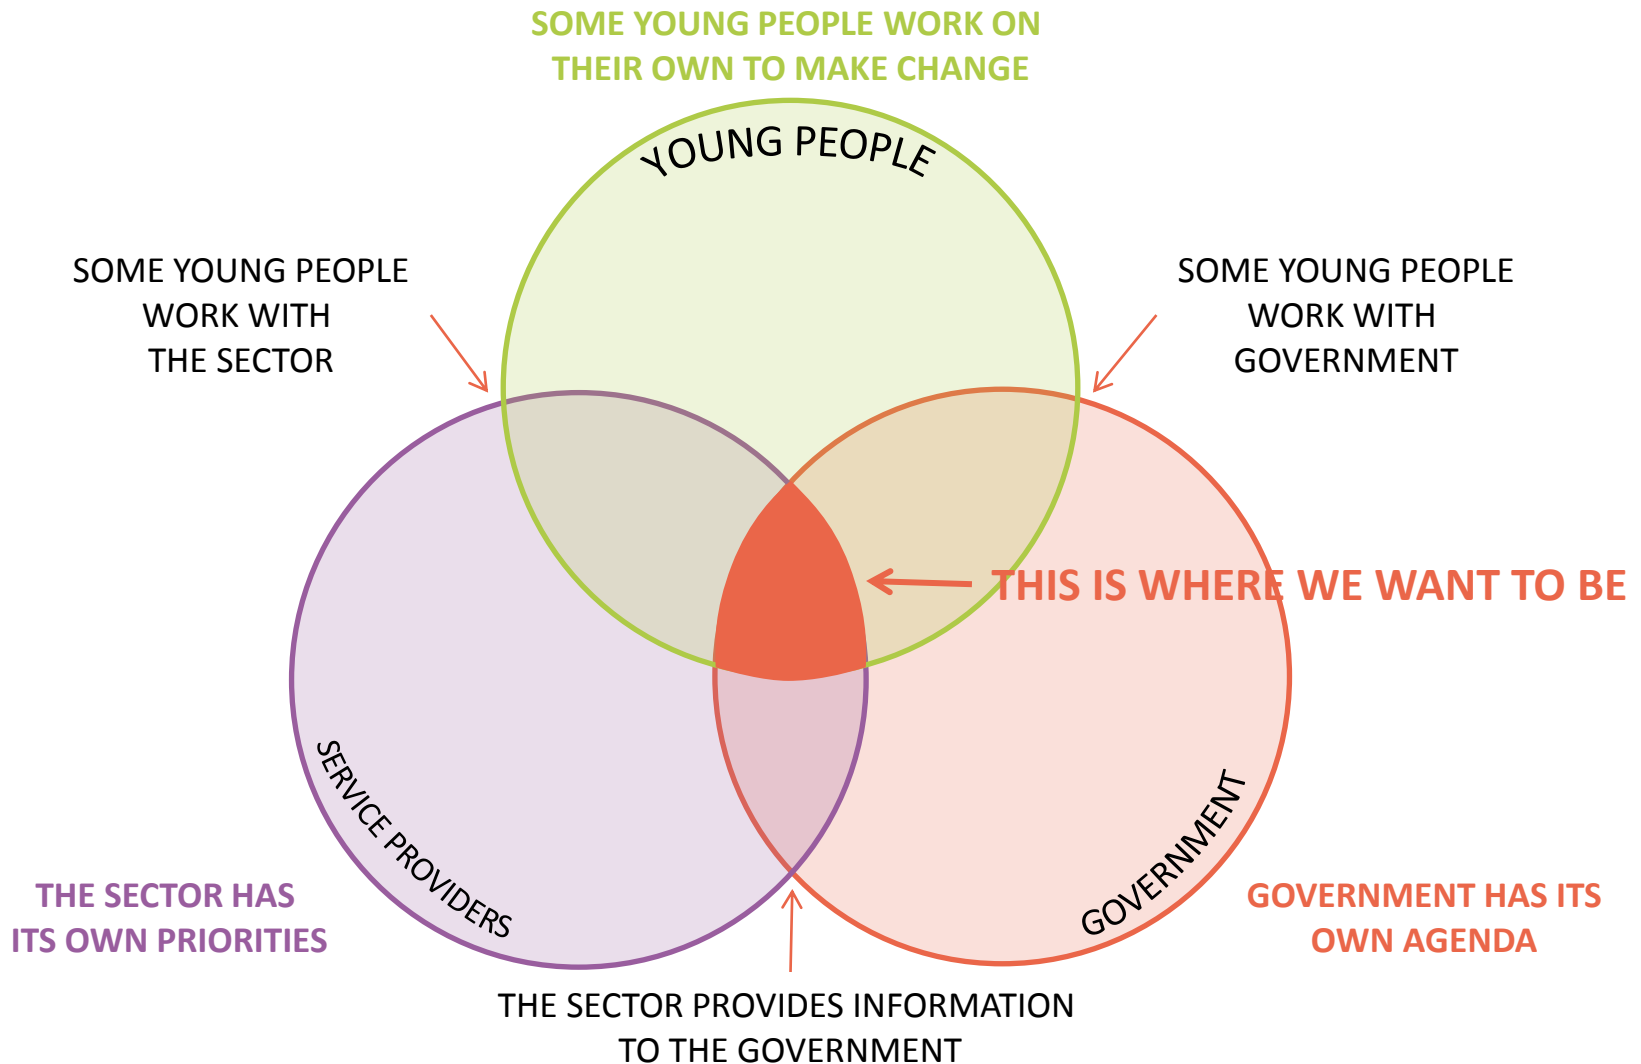 SOME YOUNG PEOPLE WORK ON
THEIR OWN TO MAKE CHANGE
YOUNG PEOPLE
SOME YOUNG PEOPLE
WORK WITH
THE SECTOR
SOME YOUNG PEOPLE
WORK WITH
GOVERNMENT
THIS IS WHERE WE WANT TO BE
SERVICE PROVIDERS
GOVERNMENT
THE SECTOR HAS
ITS OWN PRIORITIES
GOVERNMENT HAS ITS
OWN AGENDA
THE SECTOR PROVIDES INFORMATION
TO THE GOVERNMENT